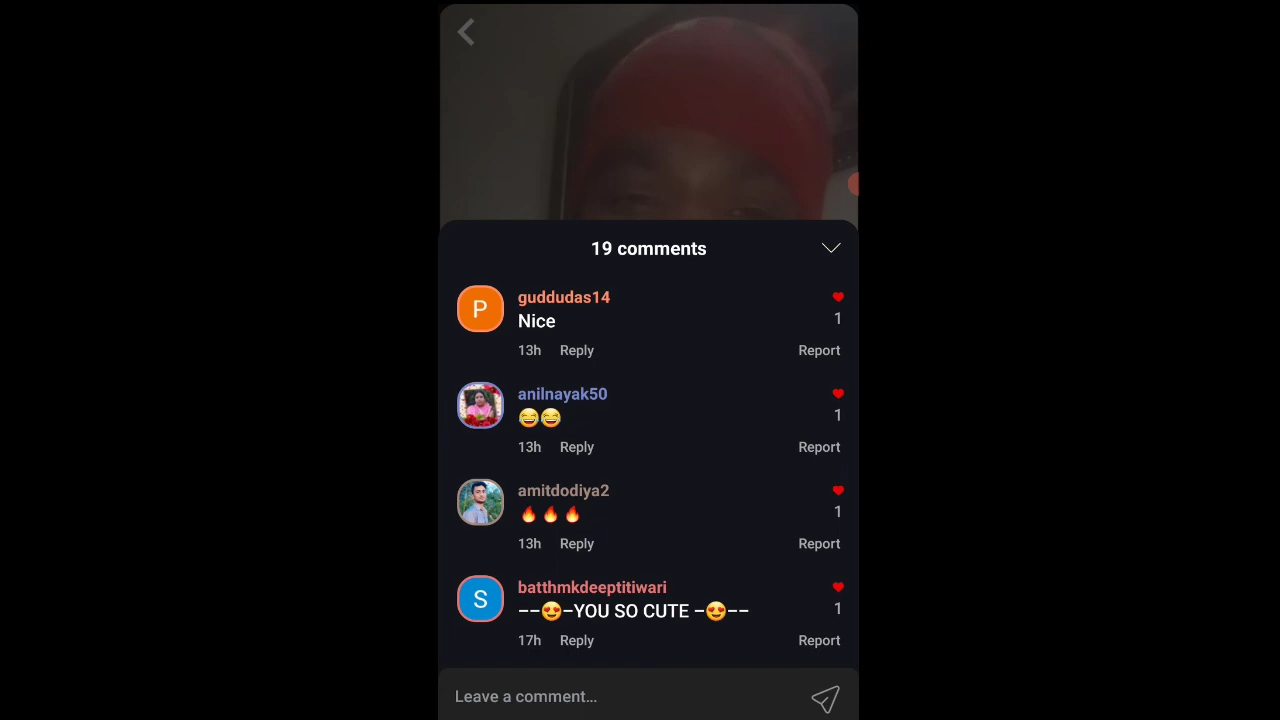 19 comments
P
guddudas14
1
Nice
13h Reply Report
anilnayak50
1
😂😂
13h Reply Report
amitdodiya2
1
🔥🔥🔥
13h Reply Report
S
batthmkdeeptitiwari
1
--😍-YOU SO CUTE -😍--
17h Reply Report
Leave a comment...